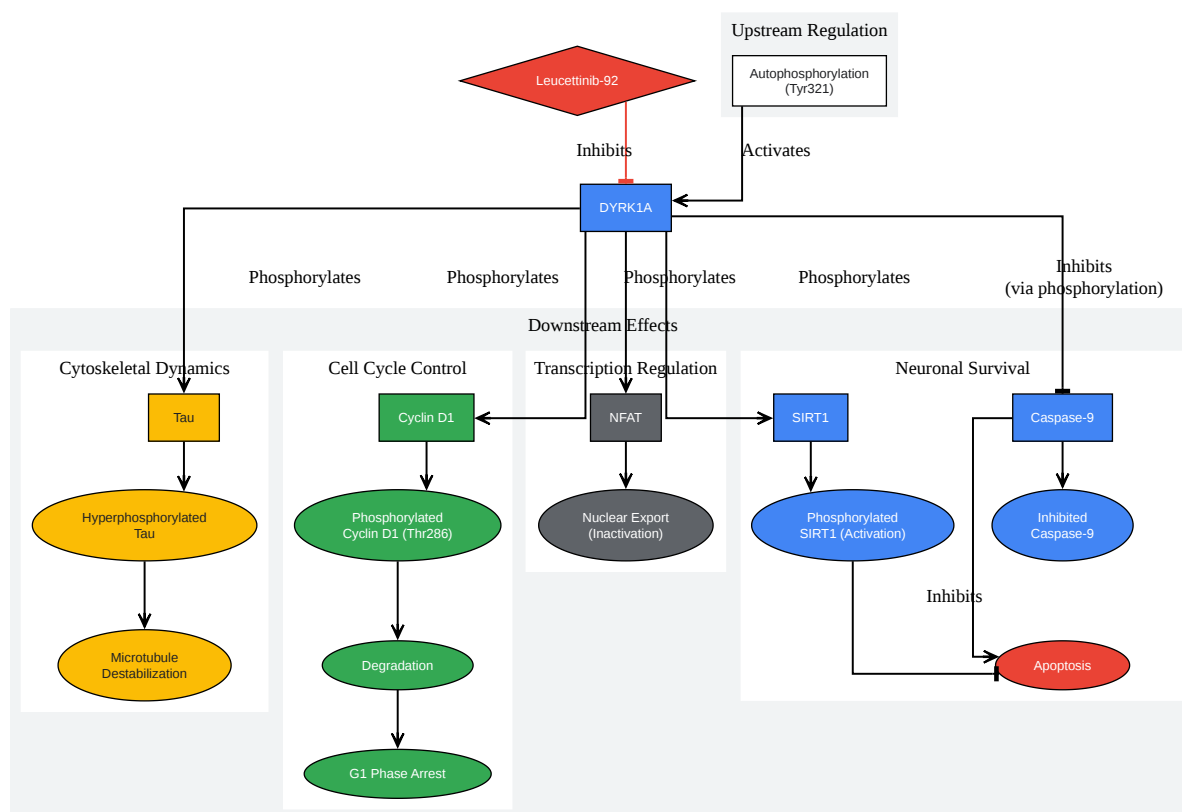 Upstream Regulation
Leucettinib-92
Autophosphorylation
(Tyr321)
Inhibits
Activates
DYRK1A
Phosphorylates
Phosphorylates
Phosphorylates
Phosphorylates
Inhibits
(via phosphorylation)
Downstream Effects
Cytoskeletal Dynamics
Cell Cycle Control
Transcription Regulation
Neuronal Survival
Tau
Cyclin D1
NFAT
SIRT1
Caspase-9
Hyperphosphorylated
Tau
Phosphorylated
Cyclin D1 (Thr286)
Nuclear Export
(Inactivation)
Phosphorylated
SIRT1 (Activation)
Inhibited
Caspase-9
Inhibits
Microtubule
Destabilization
Degradation
Apoptosis
G1 Phase Arrest